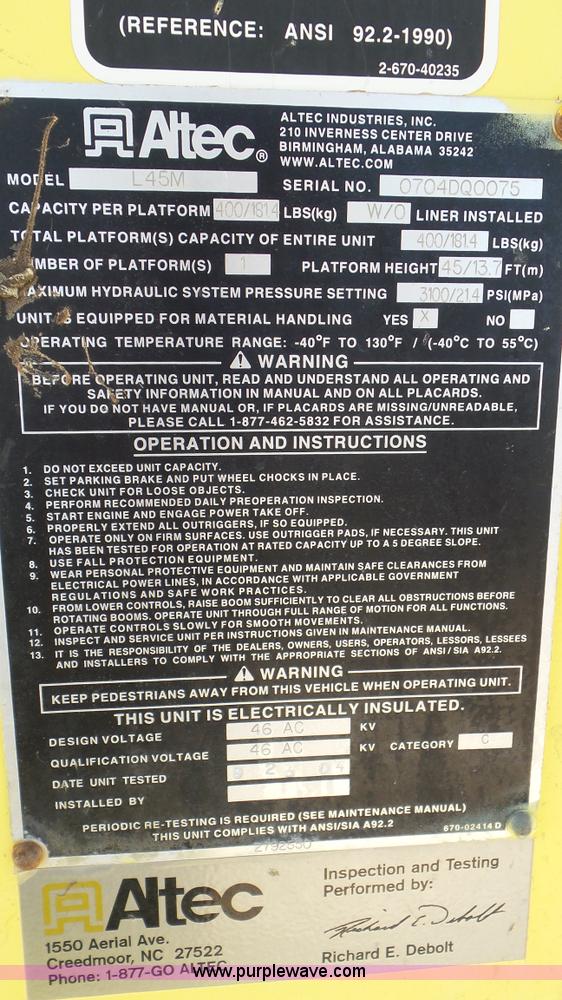 (REFERENCE: ANSI 92.2-1990)
2-670-40235
Altec®
ALTEC INDUSTRIES, INC.
210 INVERNESS CENTER DRIVE
BIRMINGHAM, ALABAMA 35242
WWW.ALTEC.COM
MODEL L45M SERIAL NO. 0704DQ0075
CAPACITY PER PLATFORM 400/181.4 LBS(kg) W/O LINER INSTALLED
TOTAL PLATFORM(S) CAPACITY OF ENTIRE UNIT 400/181.4 LBS(kg)
OF PLATFORM(S) 1 PLATFORM HEIGHT 45/13.7 FT(m)
MAXIMUM HYDRAULIC SYSTEM PRESSURE SETTING 3100/21.4 PSI(MPa)
UNIT IS EQUIPPED FOR MATERIAL HANDLING YES X NO
OPERATING TEMPERATURE RANGE: -40°F TO 130°F / (-40°C TO 55°C)
WARNING
BEFORE OPERATING UNIT, READ AND UNDERSTAND ALL OPERATING AND
SAFETY INFORMATION IN MANUAL AND ON ALL PLACARDS.
IF YOU DO NOT HAVE MANUAL OR, IF PLACARDS ARE MISSING/UNREADABLE,
PLEASE CALL 1-877-462-5832 FOR ASSISTANCE.
OPERATION AND INSTRUCTIONS
1. DO NOT EXCEED UNIT CAPACITY.
2. SET PARKING BRAKE AND PUT WHEEL CHOCKS IN PLACE.
3. CHECK UNIT FOR LOOSE OBJECTS.
4. PERFORM RECOMMENDED DAILY PREOPERATION INSPECTION.
5. START ENGINE AND ENGAGE POWER TAKE OFF.
6. PROPERLY EXTEND ALL OUTRIGGERS, IF SO EQUIPPED.
7. OPERATE ONLY ON FIRM SURFACES. USE OUTRIGGER PADS, IF NECESSARY. THIS UNIT
HAS BEEN TESTED FOR OPERATION AT RATED CAPACITY UP TO A 5 DEGREE SLOPE.
8. USE FALL PROTECTION EQUIPMENT.
9. WEAR PERSONAL PROTECTIVE EQUIPMENT AND MAINTAIN SAFE CLEARANCES FROM
ELECTRICAL POWER LINES, IN ACCORDANCE WITH APPLICABLE GOVERNMENT
REGULATIONS AND SAFE WORK PRACTICES.
10. FROM LOWER CONTROLS, RAISE BOOM SUFFICIENTLY TO CLEAR ALL OBSTRUCTIONS BEFORE
ROTATING BOOMS. OPERATE UNIT THROUGH FULL RANGE OF MOTION FOR ALL FUNCTIONS.
11. OPERATE CONTROLS SLOWLY FOR SMOOTH MOVEMENTS.
12. INSPECT AND SERVICE UNIT PER INSTRUCTIONS GIVEN IN MAINTENANCE MANUAL.
13. IT IS THE RESPONSIBILITY OF THE DEALERS, OWNERS, USERS, OPERATORS, LESSORS, LESSEES
AND INSTALLERS TO COMPLY WITH THE APPROPRIATE SECTIONS OF ANSI/SIA A92.2.
WARNING
KEEP PEDESTRIANS AWAY FROM THIS VEHICLE WHEN OPERATING UNIT.
THIS UNIT IS ELECTRICALLY INSULATED.
DESIGN VOLTAGE 46 AC KV
QUALIFICATION VOLTAGE 46 AC KV CATEGORY C
DATE UNIT TESTED
INSTALLED BY
PERIODIC RE-TESTING IS REQUIRED (SEE MAINTENANCE MANUAL)
THIS UNIT COMPLIES WITH ANSI/SIA A92.2 670-02414 D
Altec
Inspection and Testing
Performed by:
Richard E. Debolt
1550 Aerial Ave.
Creedmoor, NC 27522
Phone: 1-877-GO ALTEC
Richard E. Debolt
www.purplewave.com